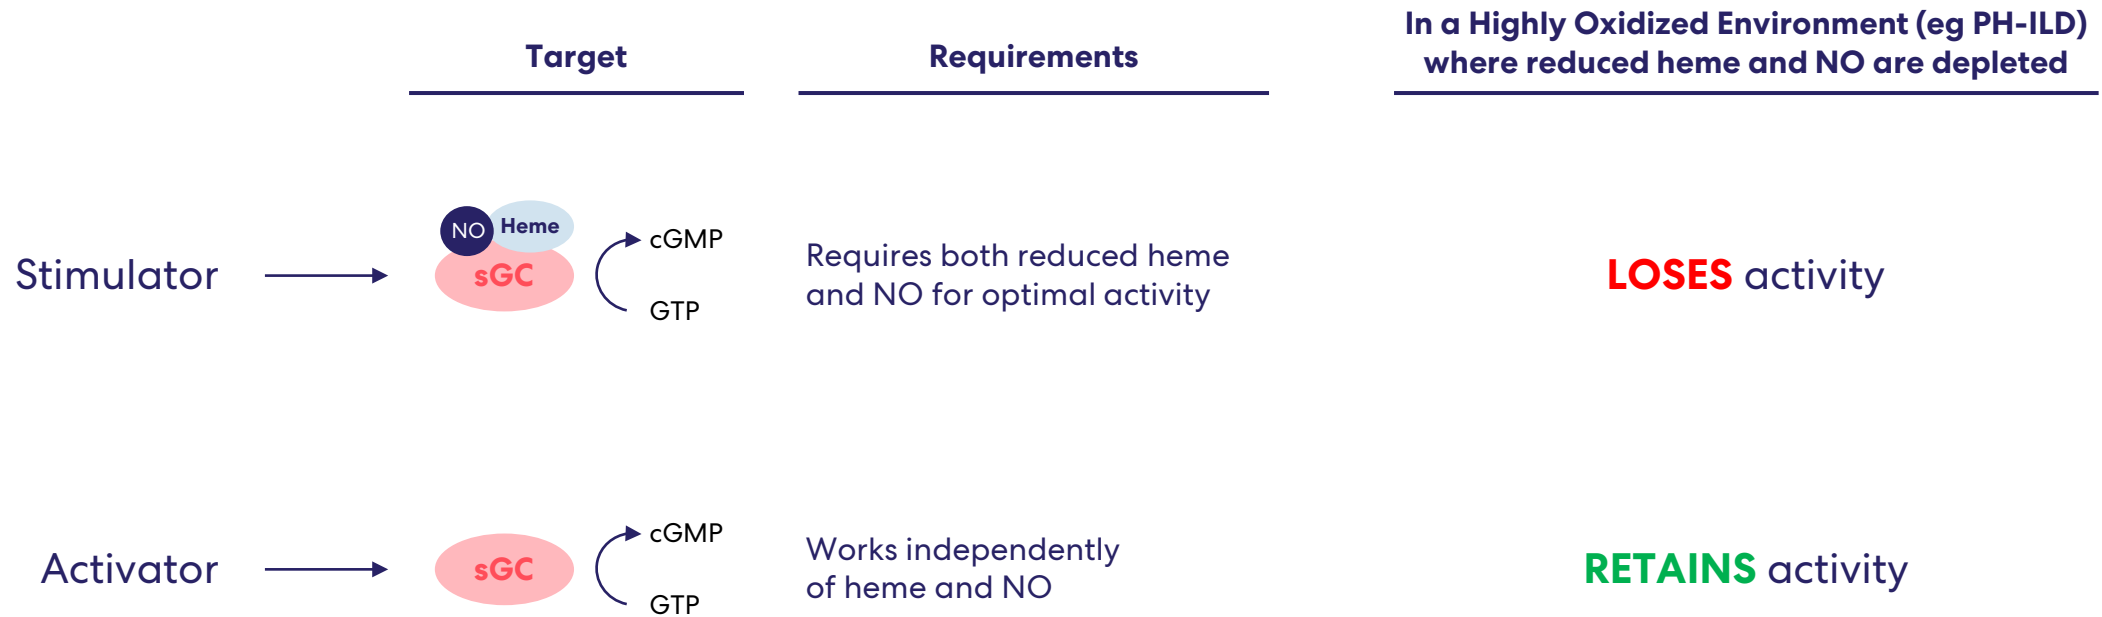 Target
Requirements
In a Highly Oxidized Environment (eg PH-ILD)
where reduced heme and NO are depleted
Stimulator
NO
Heme
sGC
cGMP
GTP
Requires both reduced heme
and NO for optimal activity
LOSES activity
Activator
sGC
cGMP
GTP
Works independently
of heme and NO
RETAINS activity